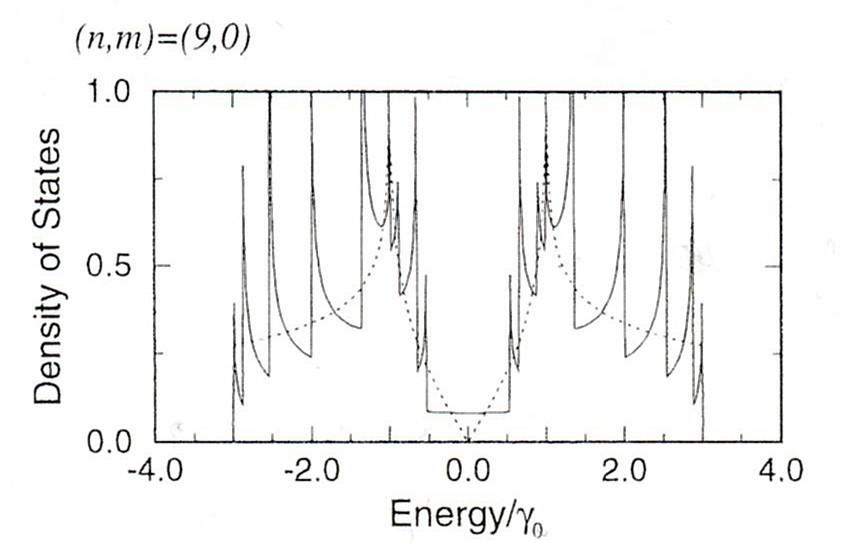 (n,m)=(9,0)
1.0
0.5
0.0
Density of States
-4.0 -2.0 0.0 2.0 4.0
Energy/γ₀